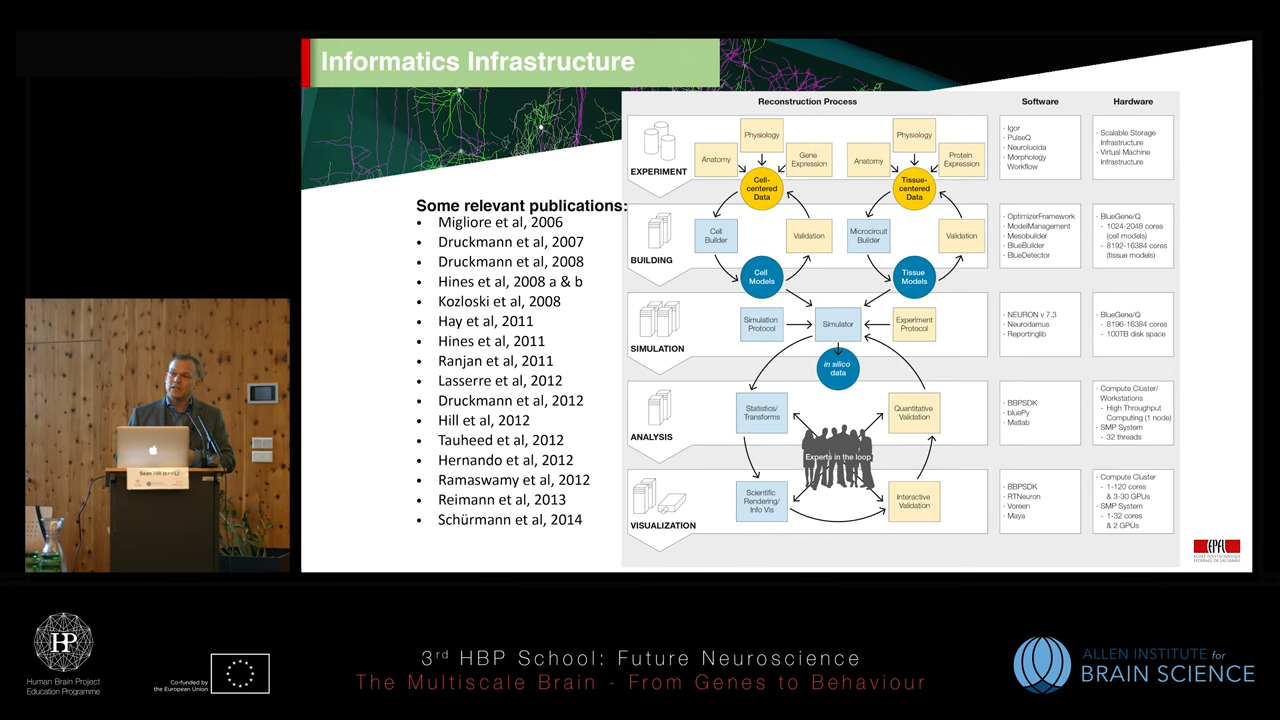 Informatics Infrastructure
Some relevant publications:
• Migliore et al, 2006
• Druckmann et al, 2007
• Druckmann et al, 2008
• Hines et al, 2008 a & b
• Kozloski et al, 2008
• Hay et al, 2011
• Hines et al, 2011
• Ranjan et al, 2011
• Lasserre et al, 2012
• Druckmann et al, 2012
• Hill et al, 2012
• Tauheed et al, 2012
• Hernando et al, 2012
• Ramaswamy et al, 2012
• Reimann et al, 2013
• Schürmann et al, 2014
Reconstruction Process
Software
Hardware
EXPERIMENT
Physiology
Anatomy
Gene
Expression
Cell-
centered
Data
Physiology
Anatomy
Protein
Expression
Tissue-
centered
Data
- Igor
- PulseQ
- Neurolucida
- Morphology
Workflow
- Scalable Storage
Infrastructure
- Virtual Machine
Infrastructure
BUILDING
Cell
Builder
Validation
Microcircuit
Builder
Validation
Cell
Models
Tissue
Models
- OptimizerFramework
- ModelManagement
- Mesobuilder
- BlueBuilder
- BlueDetector
- BlueGene/Q
- 1024-2048 cores
(cell models)
- 8192-16384 cores
(tissue models)
SIMULATION
Simulation
Protocol
Simulator
Experiment
Protocol
in silico
data
- NEURON v 7.3
- Neurodamus
- Reportinglib
- BlueGene/Q
- 8196-16384 cores
- 100TB disk space
ANALYSIS
Statistics/
Transforms
Quantitative
Validation
Experts in the loop
- BBPSDK
- bluePy
- Matlab
- Compute Cluster/
Workstations
- High Throughput
Computing (1 node)
- SMP System
- 32 threads
VISUALIZATION
Scientific
Rendering/
Info Vis
Interactive
Validation
- BBPSDK
- RTNeuron
- Voreen
- Maya
- Compute Cluster
- 1-120 cores
& 3-30 GPUs
- SMP System
- 1-32 cores
& 2 GPUs
EPFL
ECOLE POLYTECHNIQUE
FEDERALE DE LAUSANNE
Sean Hill (EPFL)
HP
Human Brain Project
Education Programme
Co-funded by
the European Union
3rd HBP School: Future Neuroscience
The Multiscale Brain - From Genes to Behaviour
ALLEN INSTITUTE for
BRAIN SCIENCE